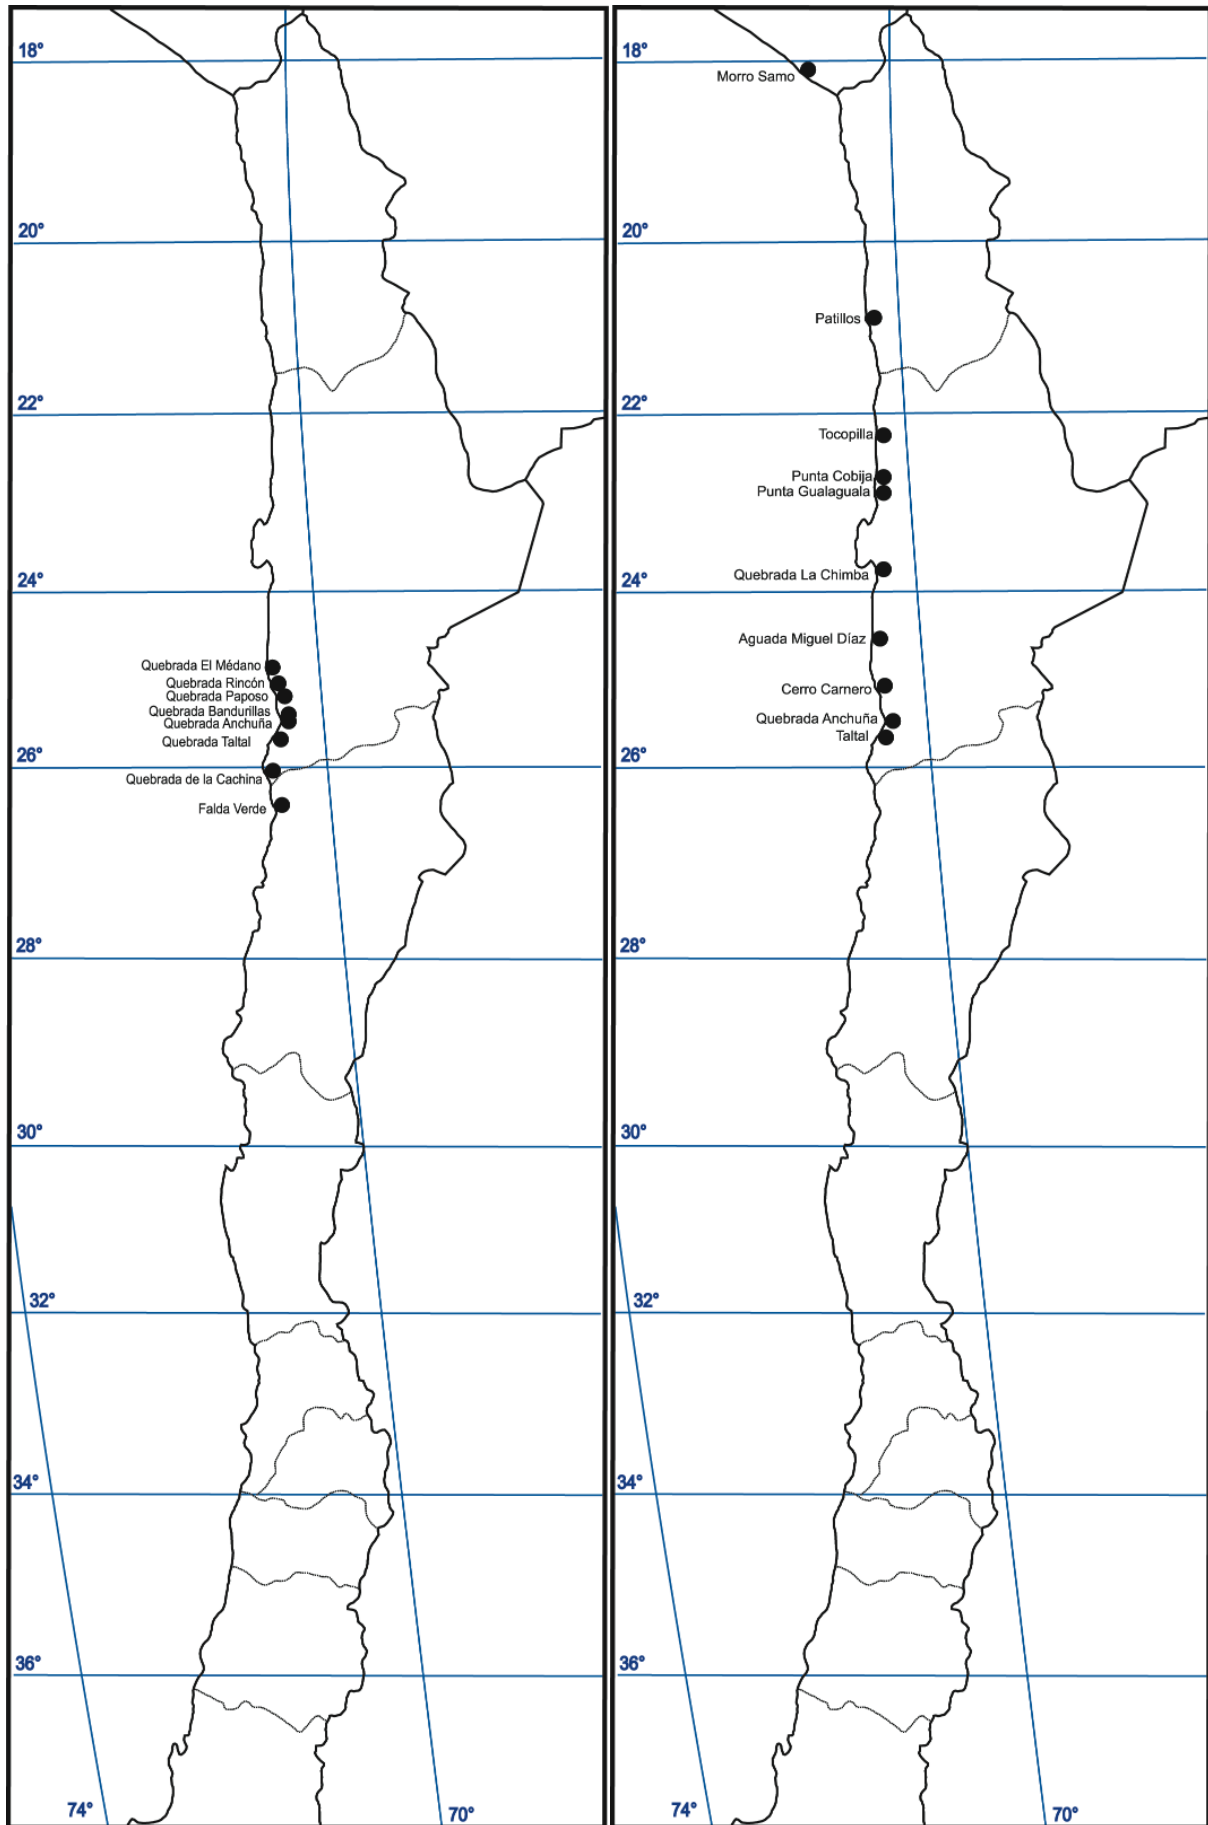 18°
20°
22°
24°
Quebrada El Médano
Quebrada Rincón
Quebrada Paposo
Quebrada Bandurillas
Quebrada Anchuña
Quebrada Taltal
26°
Quebrada de la Cachina
Falda Verde
28°
30°
32°
34°
36°
74°
70°
18°
Morro Samo
20°
Patillos
22°
Tocopilla
Punta Cobija
Punta Gualaguala
Quebrada La Chimba
24°
Aguada Miguel Díaz
Cerro Carnero
Quebrada Anchuña
Taltal
26°
28°
30°
32°
34°
36°
74°
70°